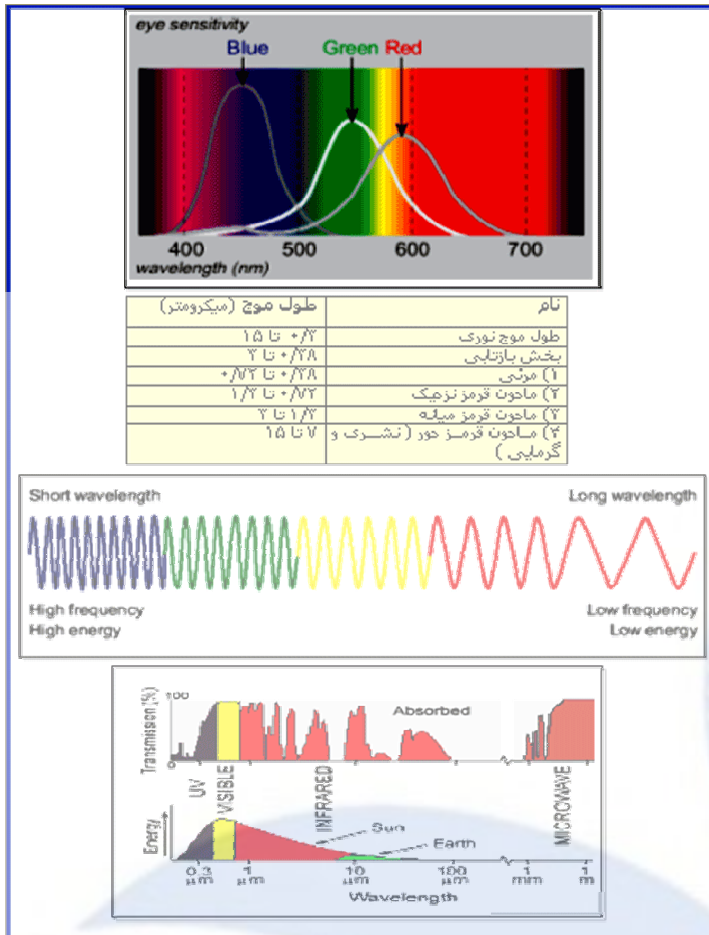 eye sensitivity
Blue Green Red
400 500 600 700
wavelength (nm)
نام طول موج (میکرومتر)
طول موج نوری ۰/۳ تا ۱۵
بخش بازتابی ۰/۳۸ تا ۳
۱) مرئی ۰/۳۸ تا ۰/۷۲
۲) مادون قرمز نزدیک ۰/۷۲ تا ۱/۳
۳) مادون قرمز میانه ۱/۳ تا ۳
۴) مادون قرمز دور ( نشری و ۷ تا ۱۵
گرمایی )
Short wavelength Long wavelength
High frequency Low frequency
High energy Low energy
Transmission (%)
100
0
Absorbed
UV VISIBLE INFRARED MICROWAVE
Energy
Sun
Earth
0.3 μm 1 μm 10 μm 100 μm 1 mm 1 m
Wavelength